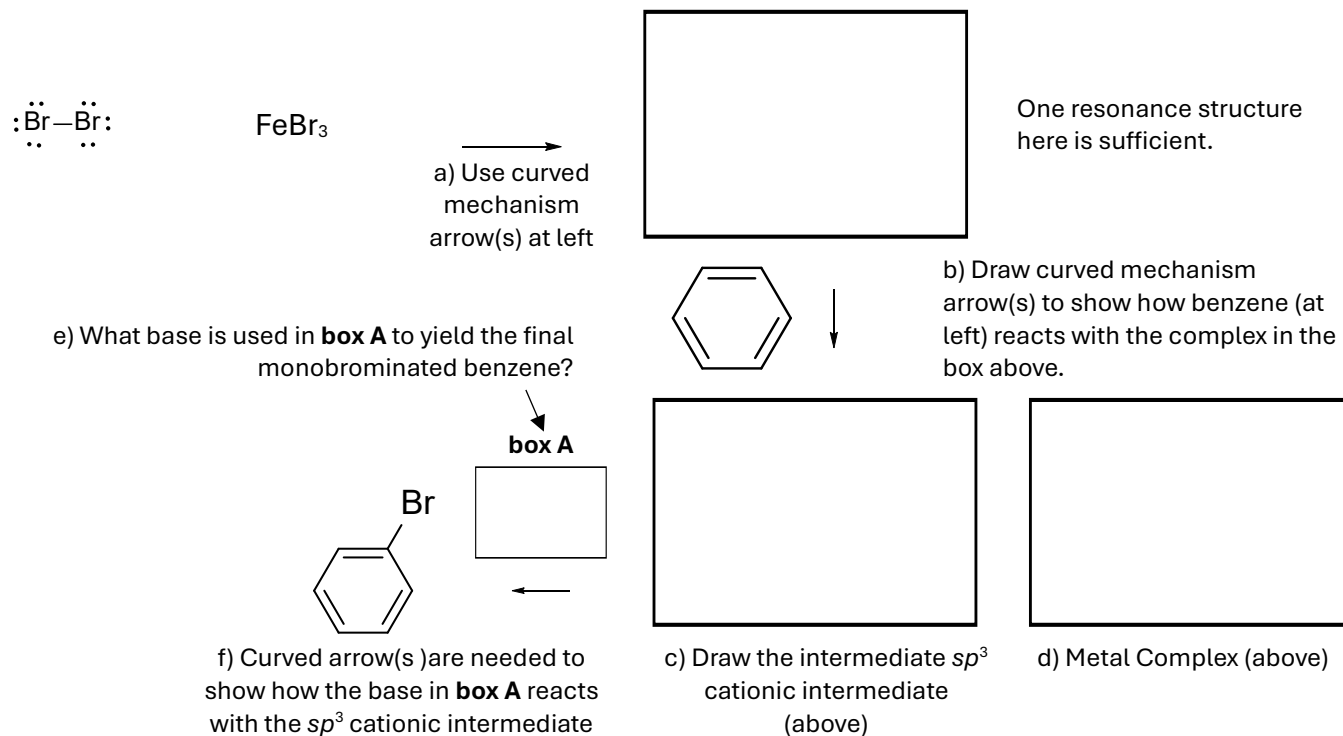 :Br—Br:
FeBr₃
a) Use curved
mechanism
arrow(s) at left
One resonance structure
here is sufficient.
b) Draw curved mechanism
arrow(s) to show how benzene (at
left) reacts with the complex in the
box above.
e) What base is used in box A to yield the final
monobrominated benzene?
box A
Br
f) Curved arrow(s )are needed to
show how the base in box A reacts
with the sp³ cationic intermediate
c) Draw the intermediate sp³
cationic intermediate
(above)
d) Metal Complex (above)